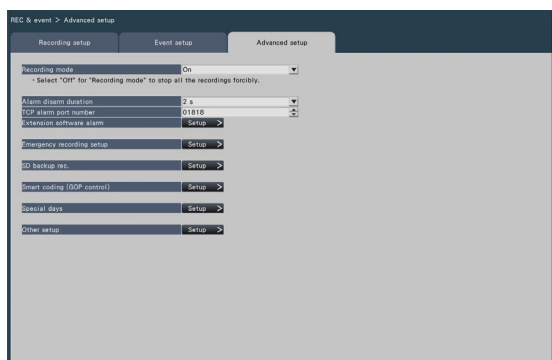 REC & event > Advanced setup
Recording setup Event setup Advanced setup
Recording mode On
・Select "Off" for "Recording mode" to stop all the recordings forcibly.
Alarm disarm duration 2 s
TCP alarm port number 01818
Extension software alarm Setup >
Emergency recording setup Setup >
SD backup rec. Setup >
Smart coding (GOP control) Setup >
Special days Setup >
Other setup Setup >